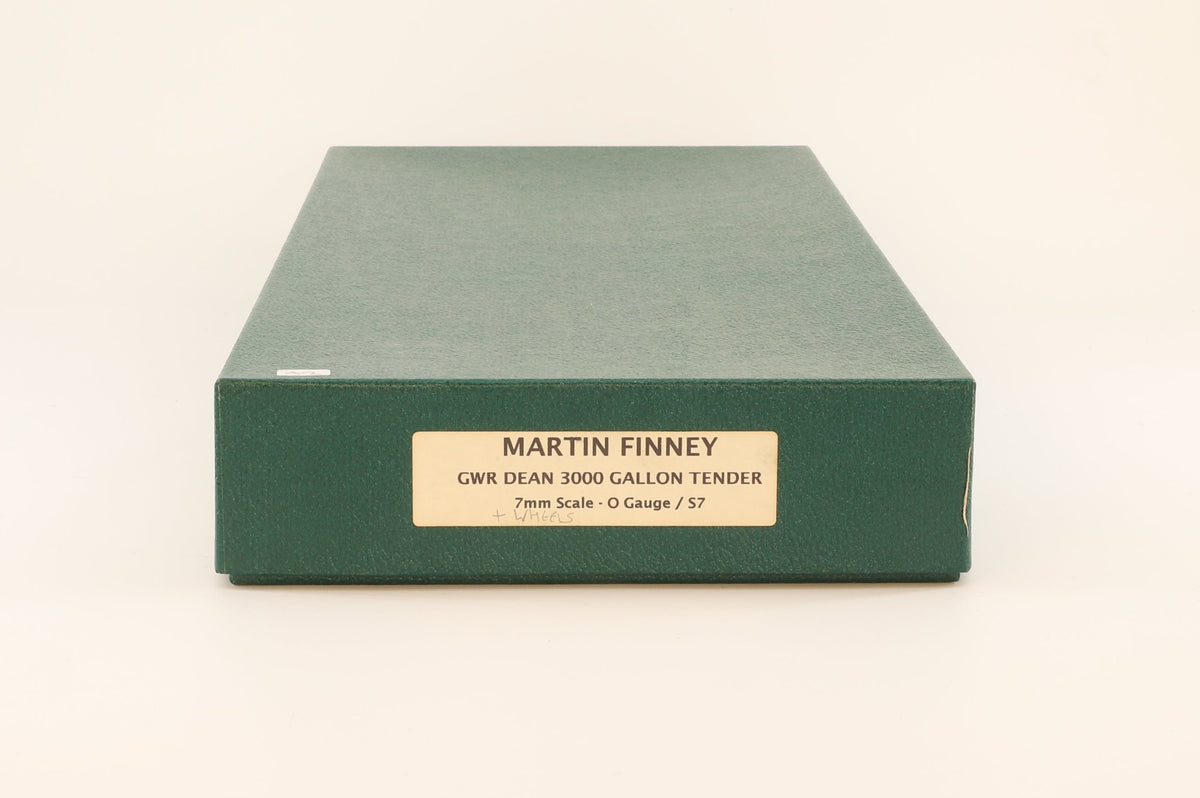 MARTIN FINNEY
GWR DEAN 3000 GALLON TENDER
7mm Scale - O Gauge / S7
+ WHEELS